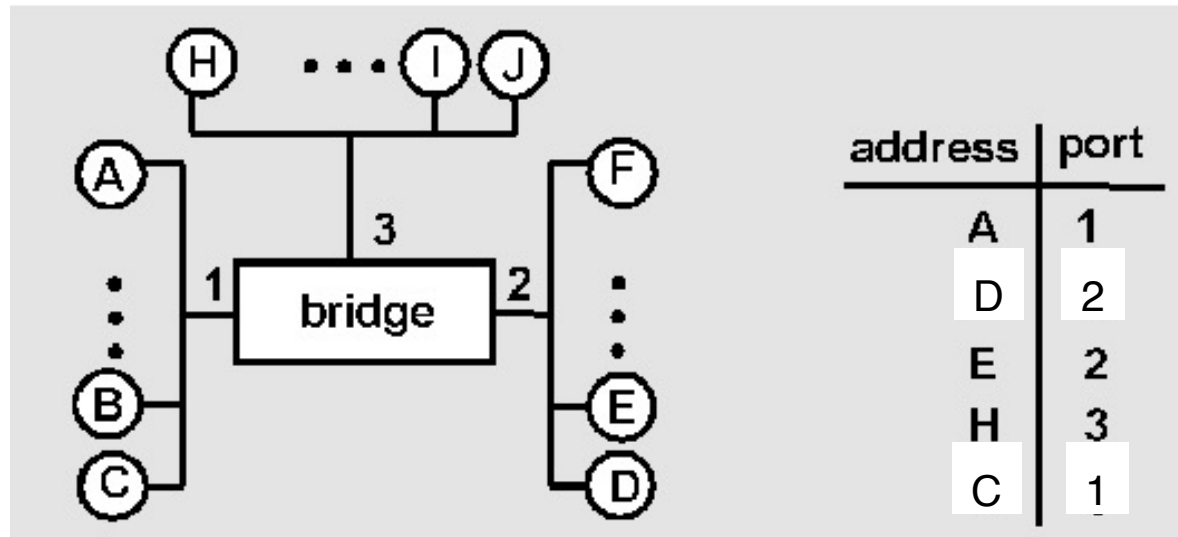 H I J
A F
3
1 bridge 2
B E
C D
address port
A 1
D 2
E 2
H 3
C 1